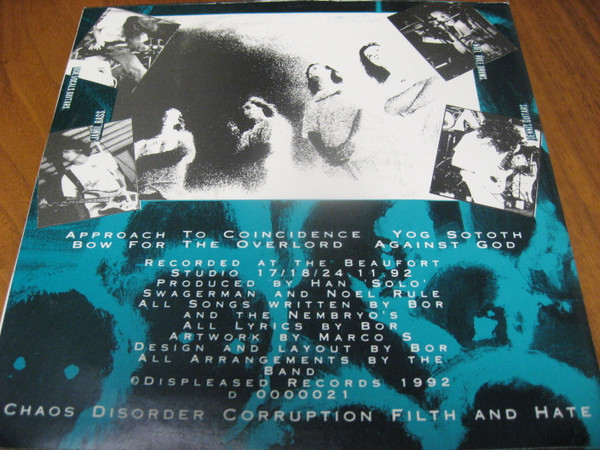 Approach To Coincidence Yog Sototh
Bow For The Overlord Against God
Recorded at the Beaufort
Studio 17/18/24 11 92
Produced by Han 'Solo'
Swagerman and Noel Rule
All Songs written by Bor
and the Nembryo's
All Lyrics by Bor
Artwork by Marco S
Design and layout by Bor
All Arrangements by the
Band
©Displeased Records 1992
D 0000021
Chaos Disorder Corruption Filth and Hate